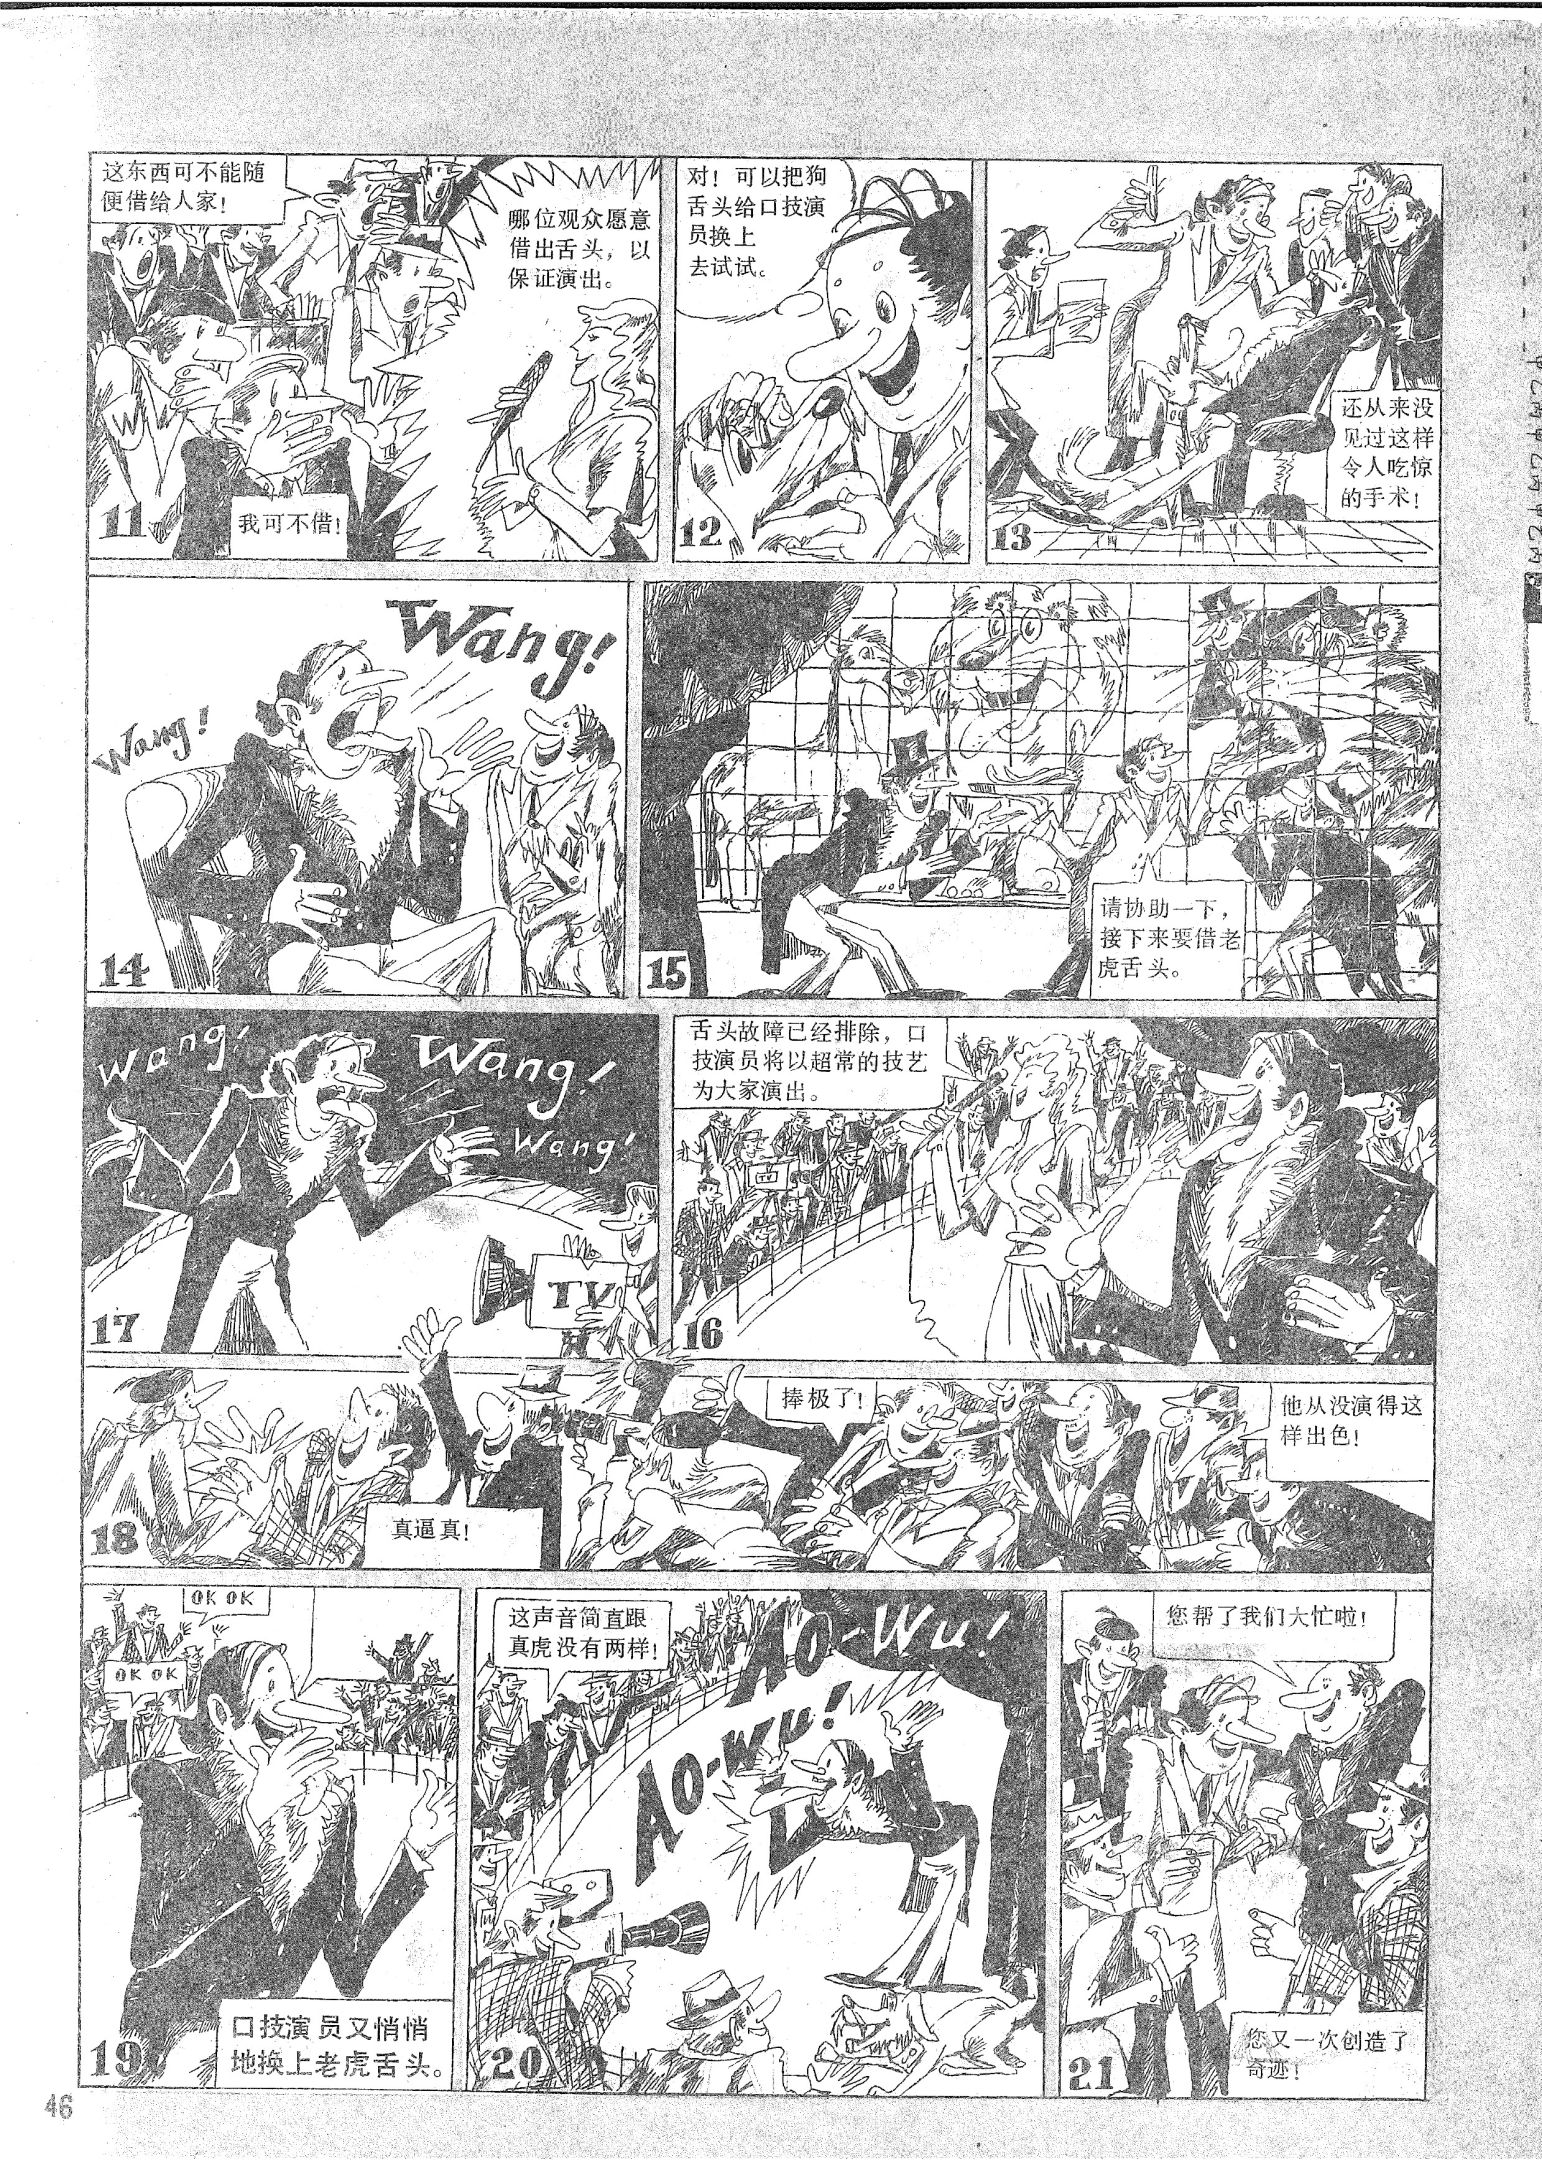 这东西可不能随
便借给人家！
哪位观众愿意
借出舌头，以
保证演出。
我可不借！
11
对！可以把狗
舌头给口技演
员换上
去试试。
12
还从来没
见过这样
令人吃惊
的手术！
13
Wang!
Wang!
14
请协助一下，
接下来要借老
虎舌头。
15
舌头故障已经排除，口
技演员将以超常的技艺
为大家演出。
西
16
Wang!
Wang!
Wang!
TV
17
捧极了！
他从没演得这
样出色！
真逼真！
18
OK OK
OK OK
口技演员又悄悄
地换上老虎舌头。
19
这声音简直跟
真虎没有两样！
AO-Wu!
AO-Wu!
20
您帮了我们大忙啦！
您又一次创造了
奇迹！
21
46